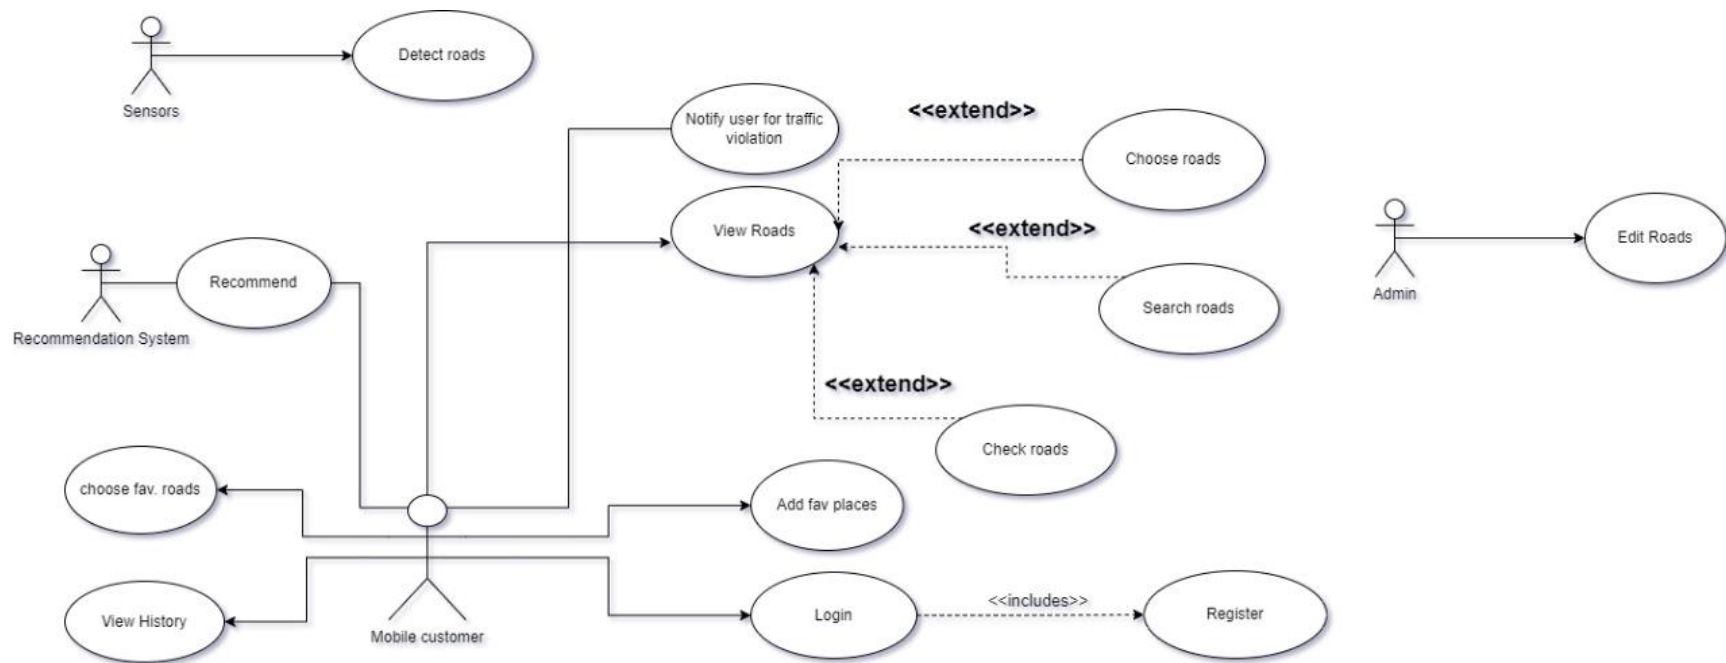 Detect roads
Sensors
Notify user for traffic
violation
<<extend>>
Choose roads
View Roads
<<extend>>
Edit Roads
Admin
Recommend
Recommendation System
Search roads
<<extend>>
Check roads
choose fav. roads
Add fav places
View History
Mobile customer
Login
<<includes>>
Register